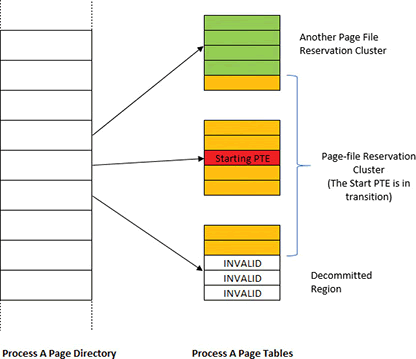 Another Page File
Reservation Cluster
Starting PTE
Page-file Reservation
Cluster
(The Start PTE is in
transition)
INVALID
INVALID
INVALID
Decommitted
Region
Process A Page Directory
Process A Page Tables